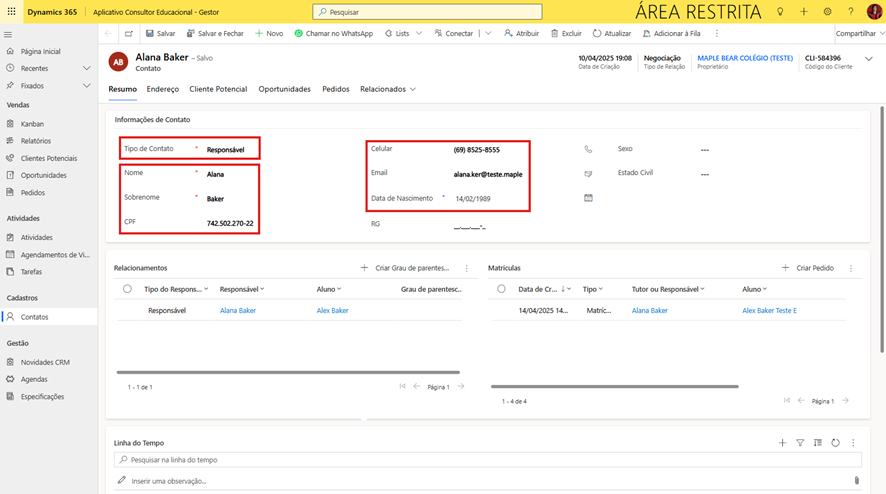 Dynamics 365 Aplicativo Consultor Educacional - Gestor Pesquisar ÁREA RESTRITA
Salvar Salvar e Fechar Novo Chamar no WhatsApp Lists Conectar Atribuir Excluir Atualizar Adicionar à Fila Compartilhar
Página Inicial
Recentes
Fixados
Vendas
Kanban
Relatórios
Clientes Potenciais
Oportunidades
Pedidos
Atividades
Atividades
Agendamentos de Vi...
Tarefas
Cadastros
Contatos
Gestão
Novidades CRM
Agendas
Especificações
AB
Alana Baker - Salvo
Contato
10/04/2025 19:08
Data de Criação
Negociação
Tipo de Relação
MAPLE BEAR COLÉGIO (TESTE)
Proprietário
CLI-584396
Código do Cliente
Resumo Endereço Cliente Potencial Oportunidades Pedidos Relacionados
Informações de Contato
Tipo de Contato * Responsável
Nome * Alana
Sobrenome * Baker
CPF 742.502.270-22
Celular (69) 8525-8555
Email alana.ker@teste.maple
Data de Nascimento * 14/02/1989
RG __.___.___-_
Sexo ---
Estado Civil ---
Relacionamentos + Criar Grau de parentes...
Tipo do Respons... Responsável Aluno Grau de parentesc...
Responsável Alana Baker Alex Baker
1 - 1 de 1 Página 1
Matrículas + Criar Pedido
Data de Cr... Tipo Tutor ou Responsável Aluno
14/04/2025 14... Matríc... Alana Baker Alex Baker Teste E
1 - 4 de 4 Página 1
Linha do Tempo
Pesquisar na linha do tempo
Inserir uma observação...